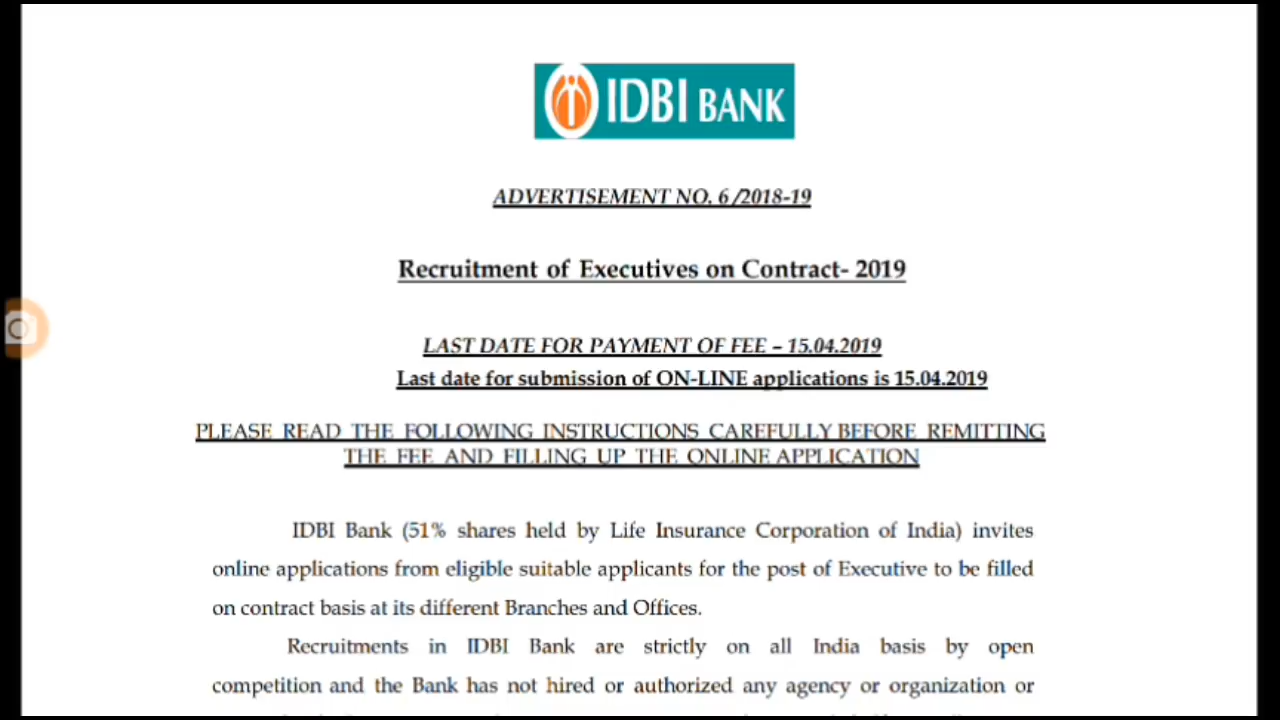 IDBI BANK
ADVERTISEMENT NO. 6/2018-19
Recruitment of Executives on Contract- 2019
LAST DATE FOR PAYMENT OF FEE – 15.04.2019
Last date for submission of ON-LINE applications is 15.04.2019
PLEASE READ THE FOLLOWING INSTRUCTIONS CAREFULLY BEFORE REMITTING
THE FEE AND FILLING UP THE ONLINE APPLICATION
IDBI Bank (51% shares held by Life Insurance Corporation of India) invites
online applications from eligible suitable applicants for the post of Executive to be filled
on contract basis at its different Branches and Offices.
Recruitments in IDBI Bank are strictly on all India basis by open
competition and the Bank has not hired or authorized any agency or organization or